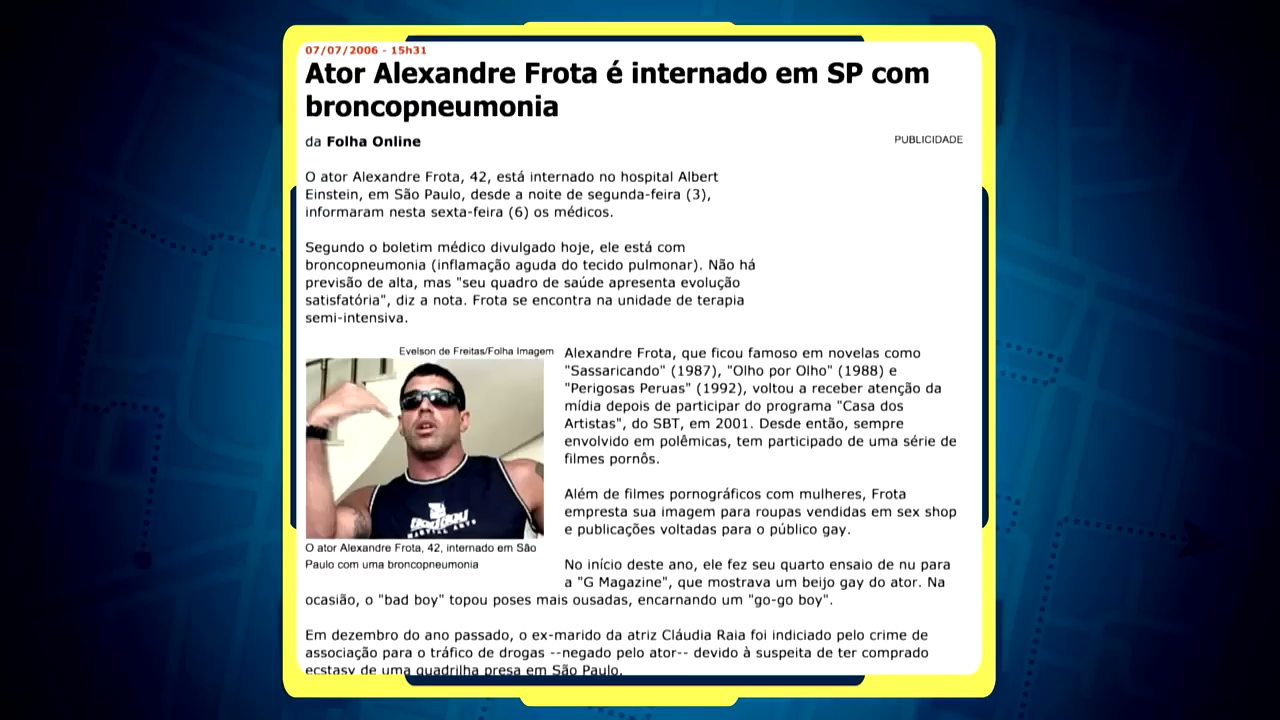 07/07/2006 - 15h31
Ator Alexandre Frota é internado em SP com
broncopneumonia
da Folha Online
PUBLICIDADE
O ator Alexandre Frota, 42, está internado no hospital Albert
Einstein, em São Paulo, desde a noite de segunda-feira (3),
informaram nesta sexta-feira (6) os médicos.
Segundo o boletim médico divulgado hoje, ele está com
broncopneumonia (inflamação aguda do tecido pulmonar). Não há
previsão de alta, mas "seu quadro de saúde apresenta evolução
satisfatória", diz a nota. Frota se encontra na unidade de terapia
semi-intensiva.
Evelson de Freitas/Folha Imagem
O ator Alexandre Frota, 42, internado em São
Paulo com uma broncopneumonia
Alexandre Frota, que ficou famoso em novelas como
"Sassaricando" (1987), "Olho por Olho" (1988) e
"Perigosas Peruas" (1992), voltou a receber atenção da
mídia depois de participar do programa "Casa dos
Artistas", do SBT, em 2001. Desde então, sempre
envolvido em polêmicas, tem participado de uma série de
filmes pornôs.
Além de filmes pornográficos com mulheres, Frota
empresta sua imagem para roupas vendidas em sex shop
e publicações voltadas para o público gay.
No início deste ano, ele fez seu quarto ensaio de nu para
a "G Magazine", que mostrava um beijo gay do ator. Na
ocasião, o "bad boy" topou poses mais ousadas, encarnando um "go-go boy".
Em dezembro do ano passado, o ex-marido da atriz Cláudia Raia foi indiciado pelo crime de
associação para o tráfico de drogas --negado pelo ator-- devido à suspeita de ter comprado
ecstasy de uma quadrilha presa em São Paulo.